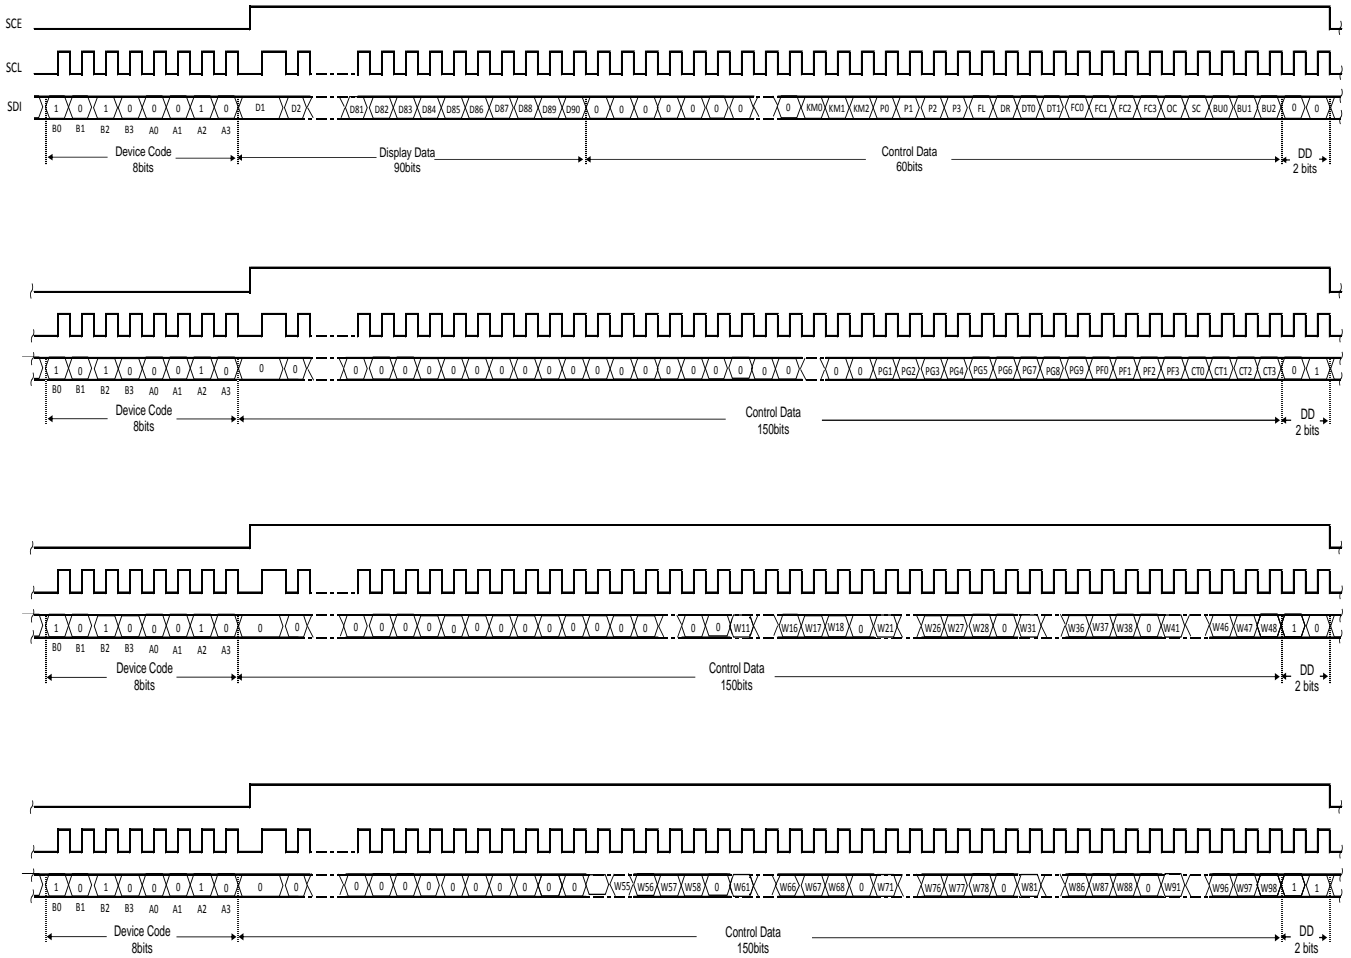 SCE
SCL
SDI 1 0 1 0 0 0 1 0 D1 D2 D81 D82 D83 D84 D85 D86 D87 D88 D89 D90 0 0 0 0 0 0 0 0 KM0 KM1 KM2 P0 P1 P2 P3 FL DR DT0 DT1 FC0 FC1 FC2 FC3 OC SC BU0 BU1 BU2 0 0
B0 B1 B2 B3 A0 A1 A2 A3
Device Code Display Data Control Data DD
8bits 90bits 60bits 2 bits
1 0 1 0 0 0 1 0 0 0 0 0 0 0 0 0 0 0 0 0 0 0 0 0 0 0 0 0 0 0 0 PG1 PG2 PG3 PG4 PG5 PG6 PG7 PG8 PG9 PF0 PF1 PF2 PF3 CT0 CT1 CT2 CT3 0 1
B0 B1 B2 B3 A0 A1 A2 A3
Device Code Control Data DD
8bits 150bits 2 bits
1 0 1 0 0 0 1 0 0 0 0 0 0 0 0 0 0 0 0 0 0 0 0 0 0 0 W11 W16 W17 W18 0 W21 W26 W27 W28 0 W31 W36 W37 W38 0 W41 W46 W47 W48 1 0
B0 B1 B2 B3 A0 A1 A2 A3
Device Code Control Data DD
8bits 150bits 2 bits
1 0 1 0 0 0 1 0 0 0 0 0 0 0 0 0 0 0 0 0 0 W55 W56 W57 W58 0 W61 W66 W67 W68 0 W71 W76 W77 W78 0 W81 W86 W87 W88 0 W91 W96 W97 W98 1 1
B0 B1 B2 B3 A0 A1 A2 A3
Device Code Control Data DD
8bits 150bits 2 bits